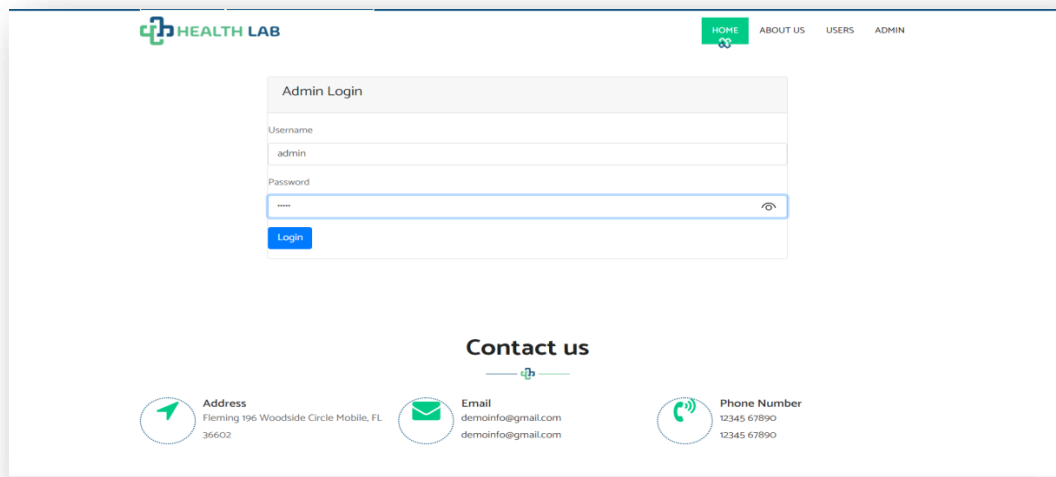 HEALTH LAB
HOME ABOUT US USERS ADMIN
Admin Login
Username
admin
Password
•••••
Login
Contact us
Address
Fleming 196 Woodside Circle Mobile, FL
36602
Email
demoinfo@gmail.com
demoinfo@gmail.com
Phone Number
12345 67890
12345 67890